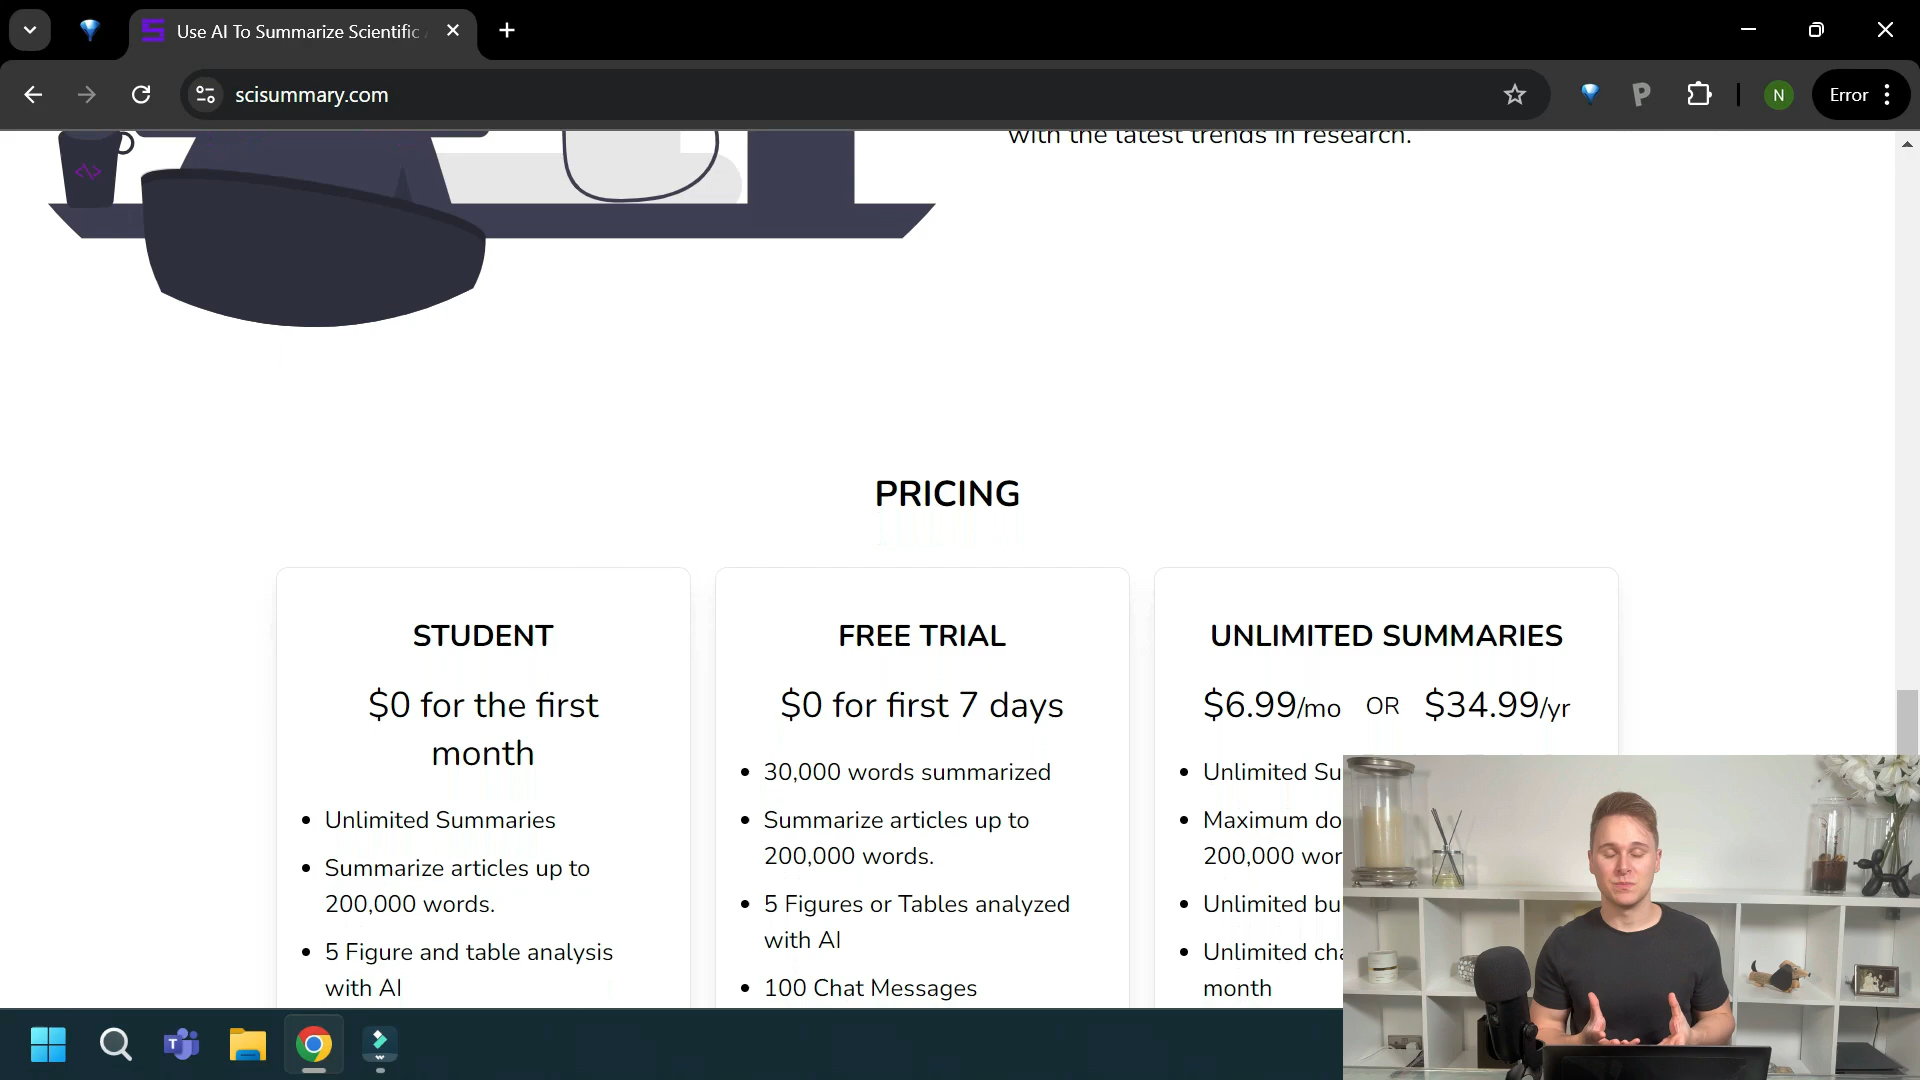 Use AI To Summarize Scientific
scisummary.com
N
Error
with the latest trends in research.
PRICING
STUDENT
$0 for the first
month
Unlimited Summaries
Summarize articles up to
200,000 words.
5 Figure and table analysis
with AI
FREE TRIAL
$0 for first 7 days
30,000 words summarized
Summarize articles up to
200,000 words.
5 Figures or Tables analyzed
with AI
100 Chat Messages
UNLIMITED SUMMARIES
$6.99/mo OR $34.99/yr
Unlimited Su
Maximum do
200,000 wor
Unlimited bu
Unlimited cha
month